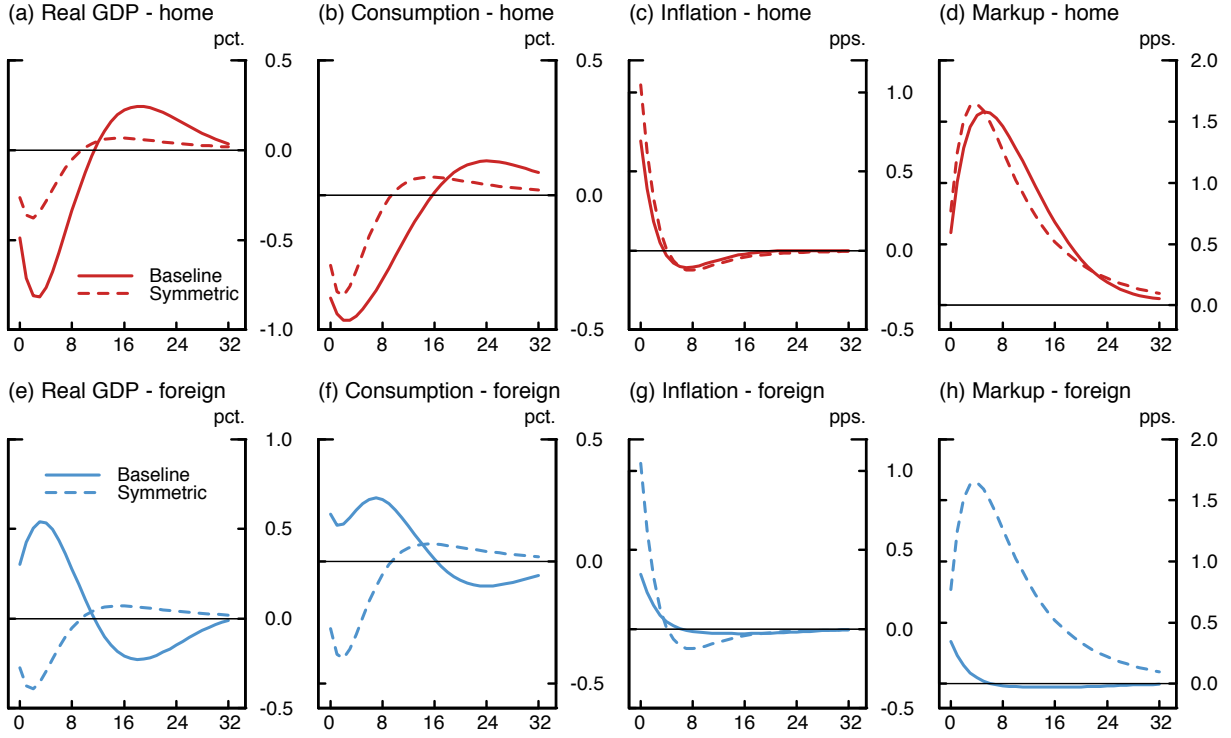 (a) Real GDP - home
pct.
0.5
0.0
-0.5
-1.0
Baseline
Symmetric
0 8 16 24 32
(b) Consumption - home
pct.
0.5
0.0
-0.5
0 8 16 24 32
(c) Inflation - home
pps.
1.0
0.5
0.0
-0.5
0 8 16 24 32
(d) Markup - home
pps.
2.0
1.5
1.0
0.5
0.0
0 8 16 24 32
(e) Real GDP - foreign
pct.
1.0
0.5
0.0
-0.5
Baseline
Symmetric
0 8 16 24 32
(f) Consumption - foreign
pct.
0.5
0.0
-0.5
0 8 16 24 32
(g) Inflation - foreign
pps.
1.0
0.5
0.0
-0.5
0 8 16 24 32
(h) Markup - foreign
pps.
2.0
1.5
1.0
0.5
0.0
0 8 16 24 32